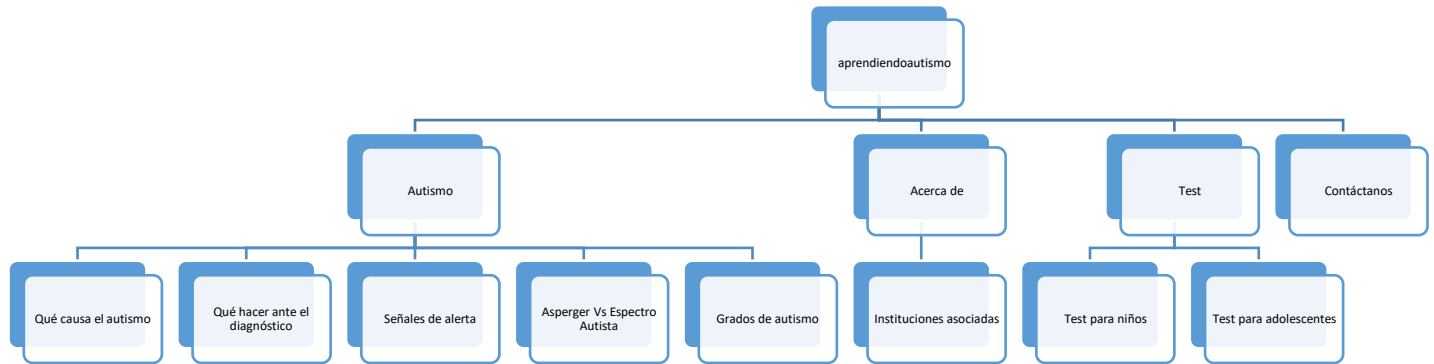 aprendiendoautismo
Autismo
Acerca de
Test
Contáctanos
Qué causa el autismo
Qué hacer ante el
diagnóstico
Señales de alerta
Asperger Vs Espectro
Autista
Grados de autismo
Instituciones asociadas
Test para niños
Test para adolescentes